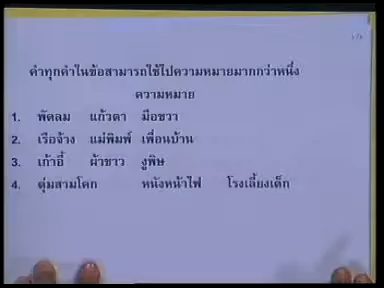 คำทุกคำในข้อสามารถใช้ไปความหมายมากกว่าหนึ่ง
ความหมาย
1. พัดลม แก้วตา มือขวา
2. เรือจ้าง แม่พิมพ์ เพื่อนบ้าน
3. เก้าอี้ ผ้าขาว งูพิษ
4. ตุ่มสามโคก หนังหน้าไฟ โรงเลี้ยงเด็ก